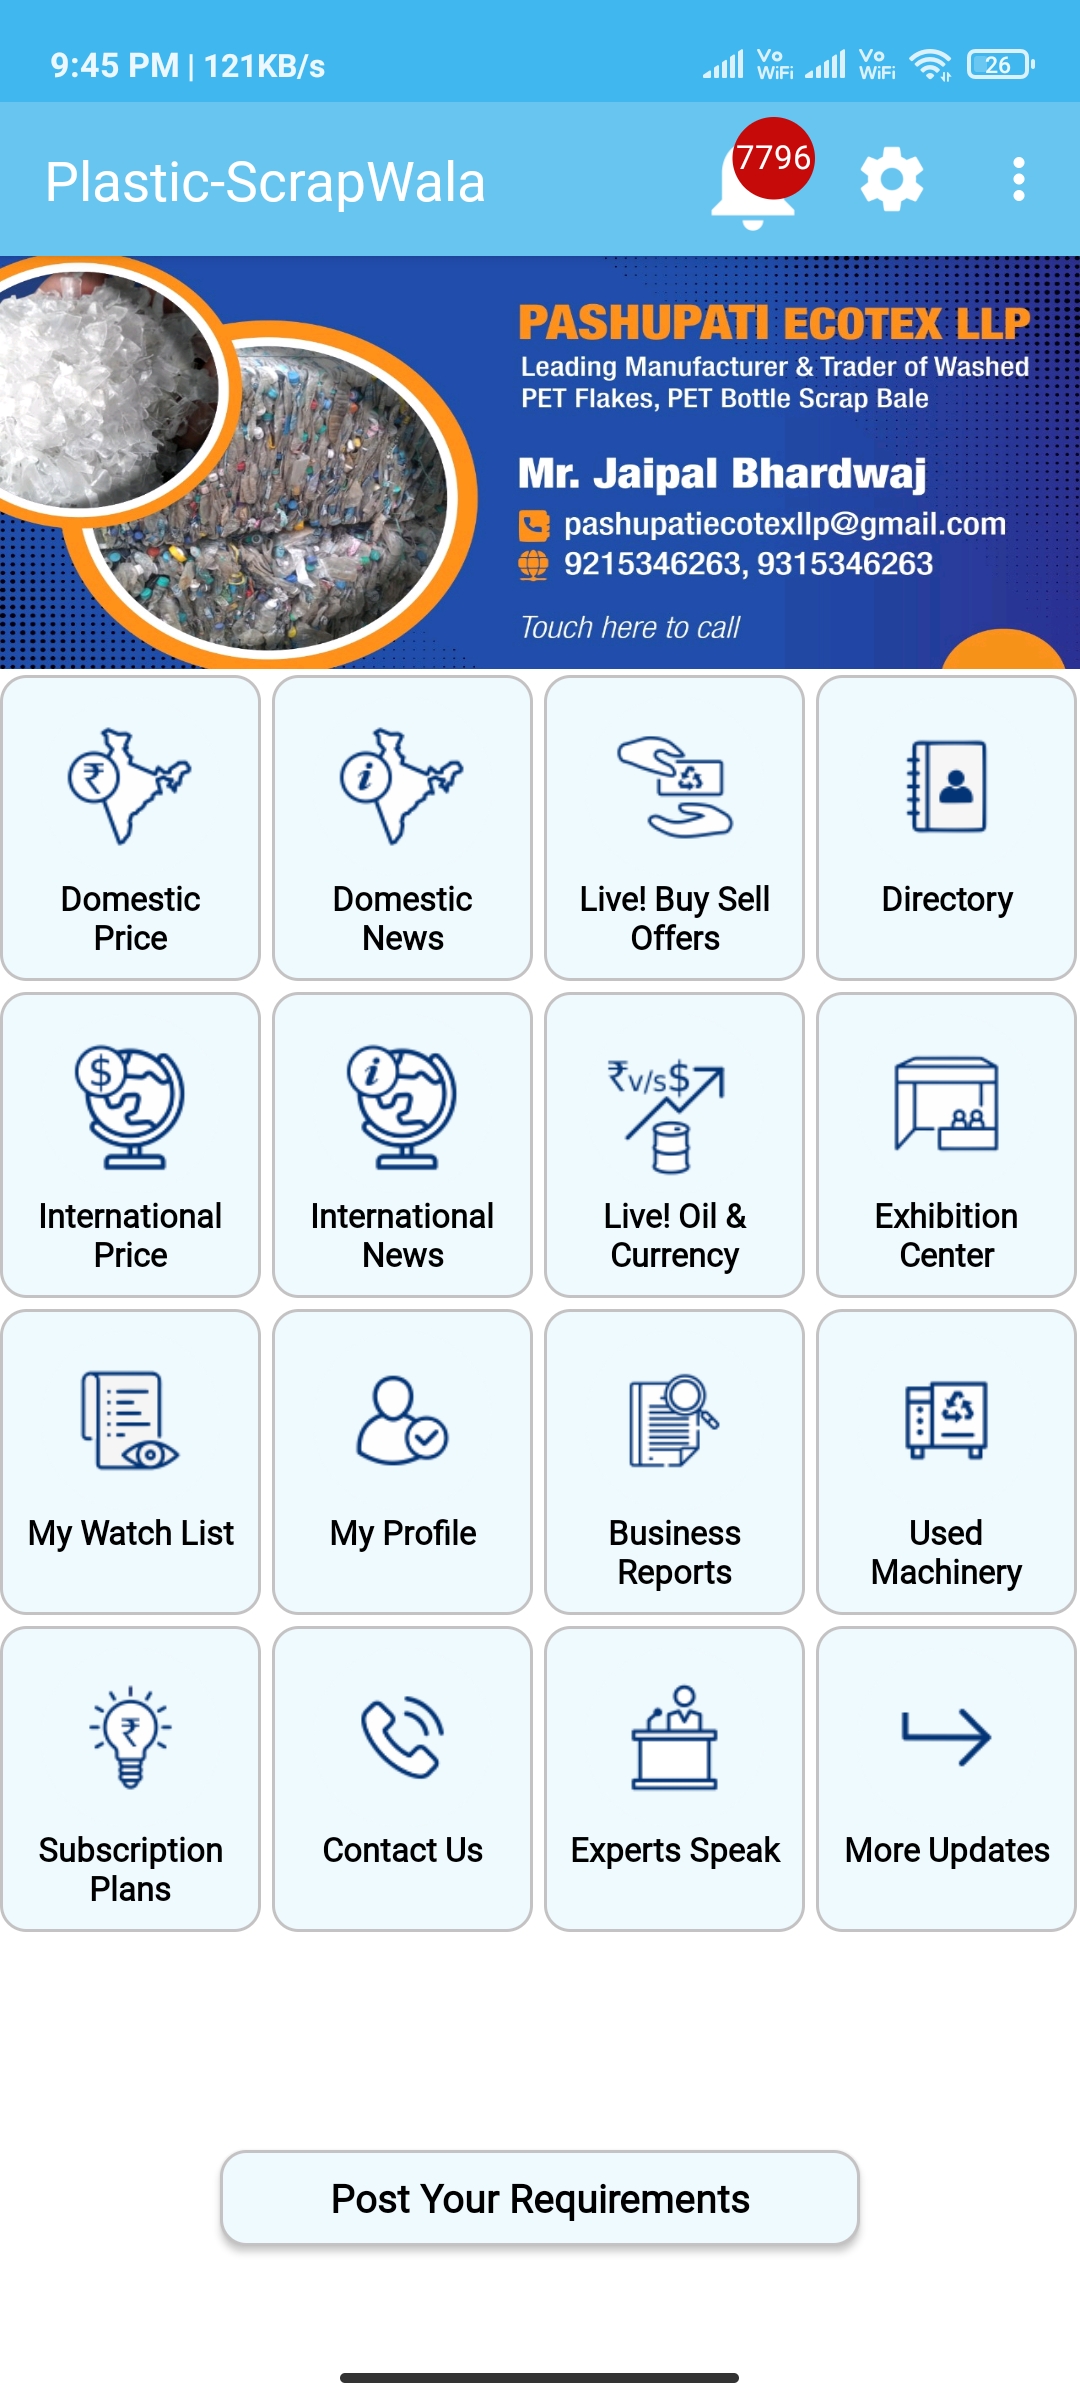 9:45 PM | 121KB/s
Vo WiFi
Vo WiFi
26
Plastic-ScrapWala
7796
PASHUPATI ECOTEX LLP
Leading Manufacturer & Trader of Washed
PET Flakes, PET Bottle Scrap Bale
Mr. Jaipal Bhardwaj
pashupatiecotexllp@gmail.com
9215346263, 9315346263
Touch here to call
₹
Domestic
Price
i
Domestic
News
Live! Buy Sell
Offers
Directory
$
International
Price
i
International
News
₹v/s$
Live! Oil &
Currency
Exhibition
Center
My Watch List
My Profile
Business
Reports
Used
Machinery
₹
Subscription
Plans
Contact Us
Experts Speak
More Updates
Post Your Requirements